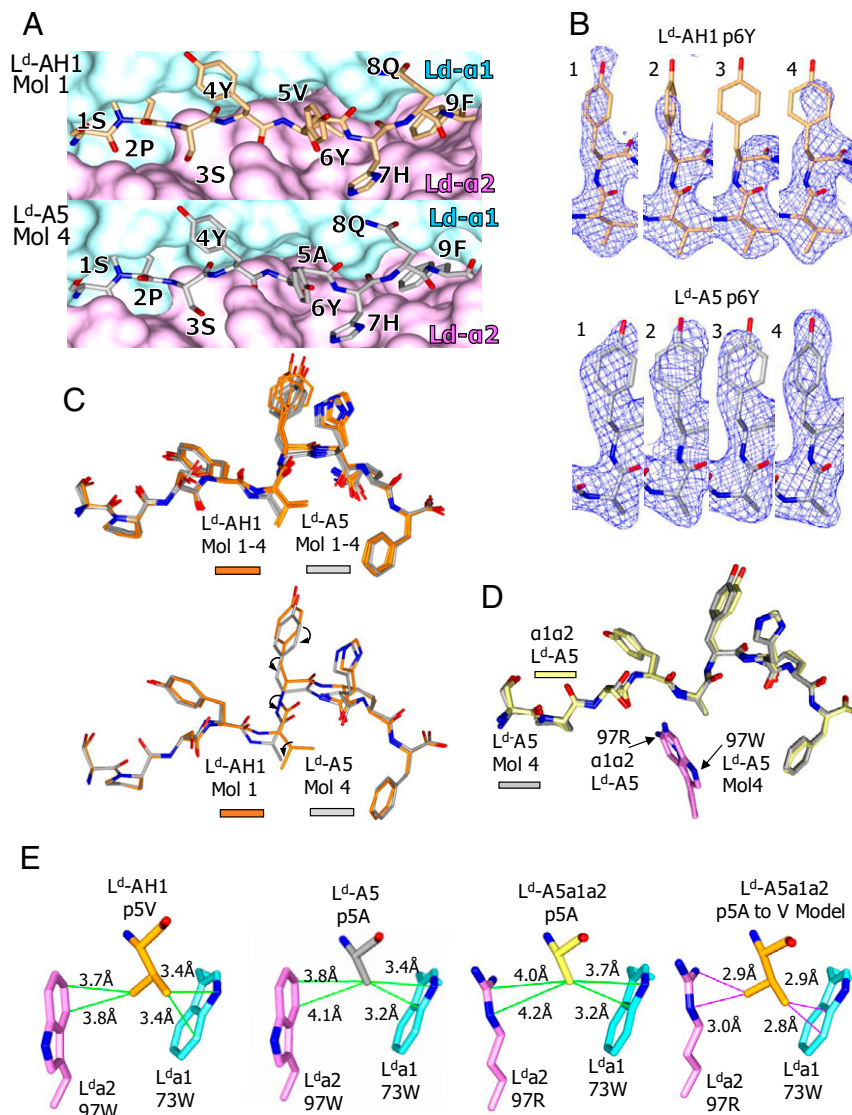 A
Lᵈ-AH1
Mol 1
1S
2P
3S
4Y
5V
6Y
7H
8Q
9F
Ld-α1
Ld-α2
Lᵈ-A5
Mol 4
1S
2P
3S
4Y
5A
6Y
7H
8Q
9F
Ld-α1
Ld-α2
B
Lᵈ-AH1 p6Y
1 2 3 4
Lᵈ-A5 p6Y
1 2 3 4
C
Lᵈ-AH1 Lᵈ-A5
Mol 1-4 Mol 1-4
Lᵈ-AH1 Lᵈ-A5
Mol 1 Mol 4
D
α1α2
Lᵈ-A5
Lᵈ-A5
Mol 4
97R
α1α2
Lᵈ-A5
97W
Lᵈ-A5
Mol4
E
Lᵈ-AH1
p5V
3.7Å 3.4Å
3.8Å 3.4Å
Lᵈa2
97W
Lᵈa1
73W
Lᵈ-A5
p5A
3.8Å 3.4Å
4.1Å 3.2Å
Lᵈa2
97W
Lᵈa1
73W
Lᵈ-A5a1a2
p5A
4.0Å 3.7Å
4.2Å 3.2Å
Lᵈa2
97R
Lᵈa1
73W
Lᵈ-A5a1a2
p5A to V Model
2.9Å 2.9Å
3.0Å 2.8Å
Lᵈa2
97R
Lᵈa1
73W